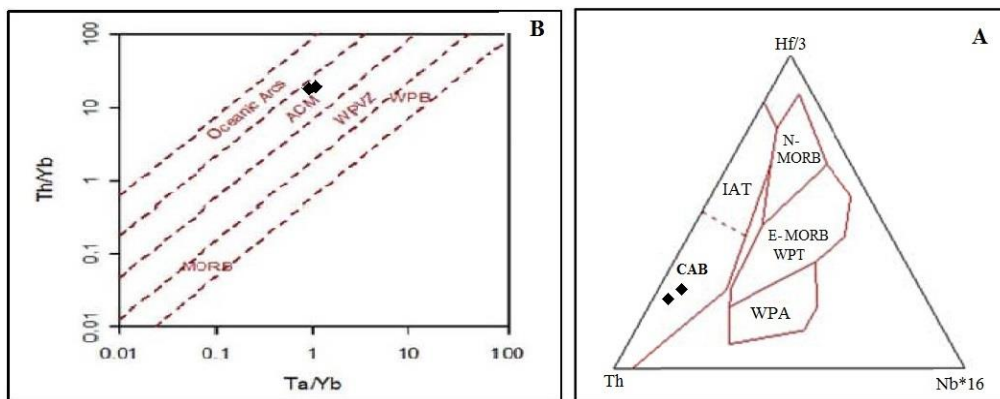 B
100
10
1
0.1
0.01
Th/Yb
Oceanic Arcs
ACM
WPVZ
WPB
MORB
0.01
0.1
1
10
100
Ta/Yb
A
Hf/3
N-
MORB
IAT
E-MORB
WPT
CAB
WPA
Th
Nb*16